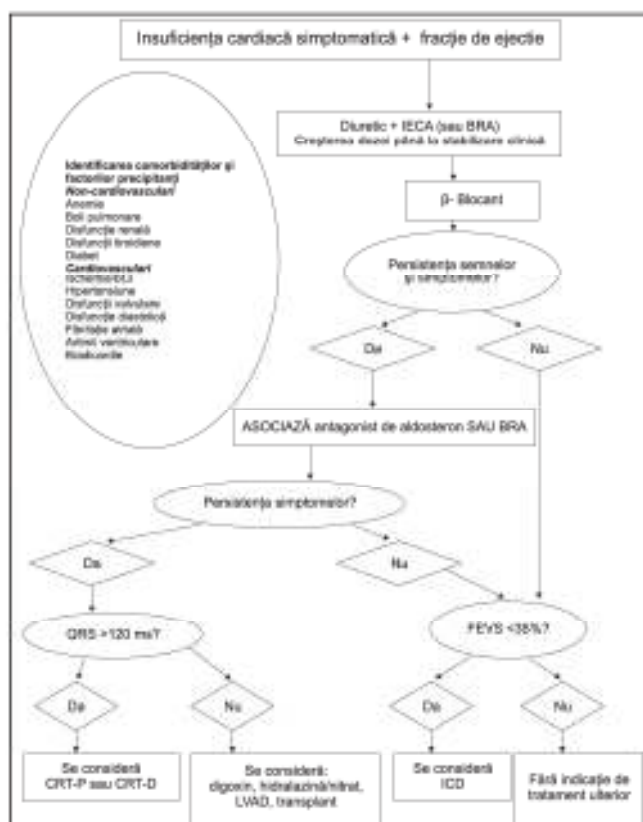 Insuficiența cardiacă simptomatică + fracție de ejecție
Diuretic + IECA (sau BRA)
Creșterea dozei până la stabilizare clinică
β- Blocant
Identificarea comorbidităților și
factorilor precipitanți
Non-cardiovasculari
Anemie
Boli pulmonare
Disfuncție renală
Disfuncții tiroidiene
Diabet
Cardiovasculari
Hipertensiune
Disfuncții valvulare
Disfuncție diastolică
Fibrilație atrială
Aritmii ventriculare
Bradicardie
Persistența semnelor
și simptomelor?
Da
Nu
ASOCIAZĂ antagonist de aldosteron SAU BRA
Persistența simptomelor?
Da
Nu
QRS >120 ms?
FEVS <35%?
Da
Nu
Da
Nu
Se consideră
CRT-P sau CRT-D
Se consideră:
digoxin, hidralazină/nitrat,
LVAD, transplant
Se consideră
ICD
Fără indicație de
tratament ulterior